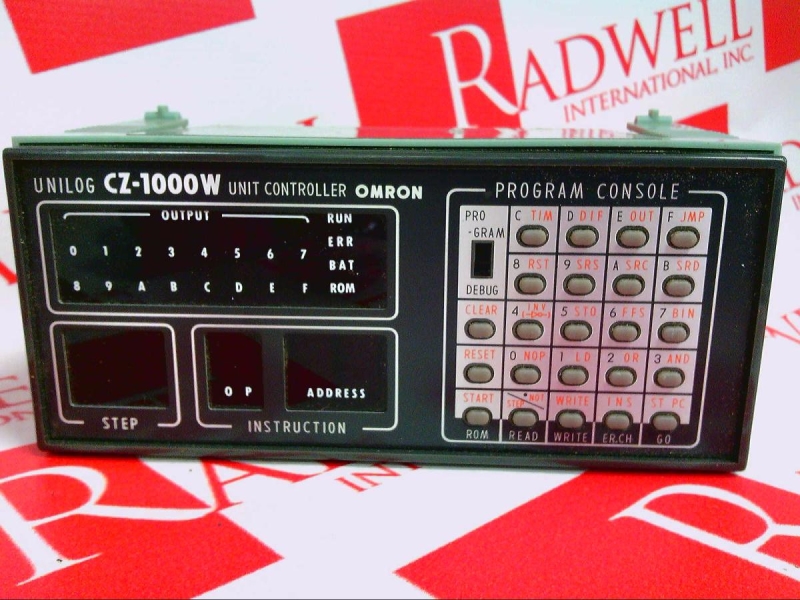 RADWELL
INTERNATIONAL, INC
UNILOG CZ-1000W UNIT CONTROLLER OMRON
OUTPUT
RUN
ERR
0 1 2 3 4 5 6 7
BAT
8 9 A B C D E F ROM
OP
ADDRESS
STEP
INSTRUCTION
PROGRAM CONSOLE
PRO
-GRAM
DEBUG
C TIM D DIF E OUT F JMP
8 RST 9 SRS A SRC B SRD
CLEAR 4 INV 5 STO 6 FFS 7 BIN
RESET 0 NOP 1 LD 2 OR 3 AND
START STEP NOT WRITE INS ST PC
ROM READ WRITE ER.CH GO